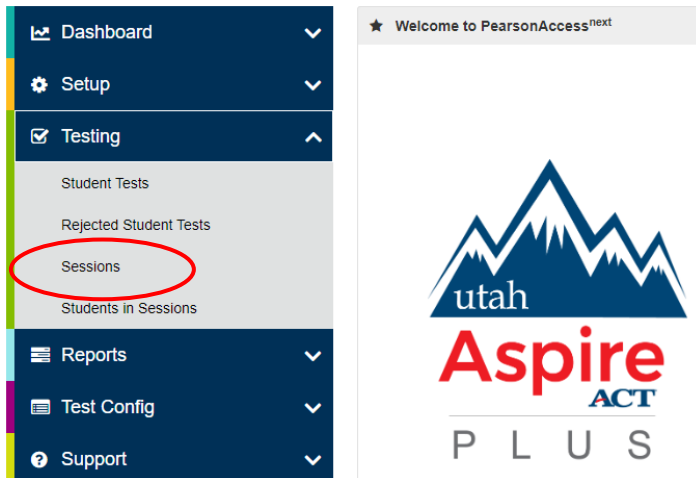 Dashboard
Setup
Testing
Student Tests
Rejected Student Tests
Sessions
Students in Sessions
Reports
Test Config
Support
Welcome to PearsonAccessnext
utah
Aspire
ACT
PLUS